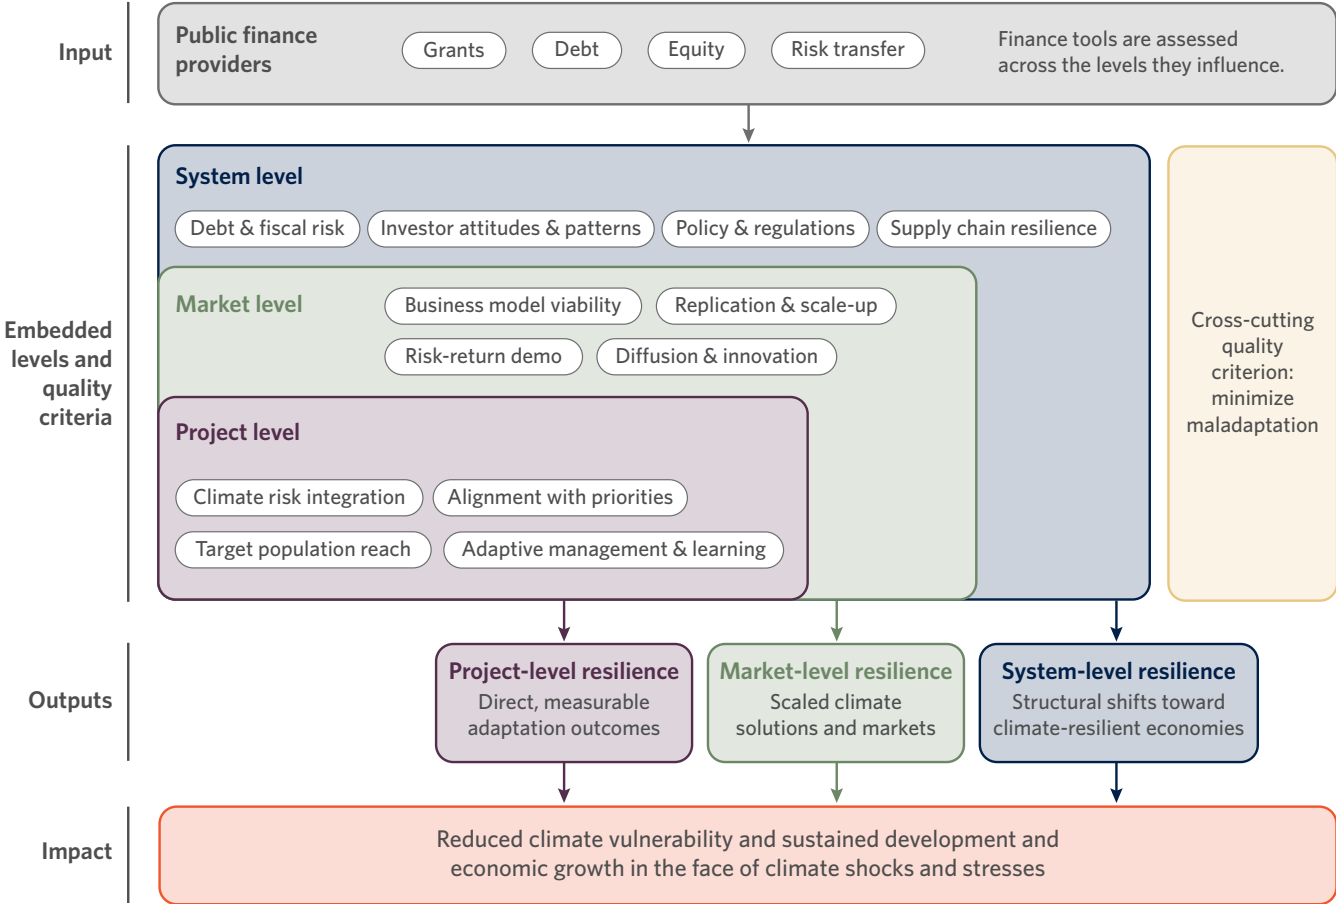 Input
Public finance
providers
Grants
Debt
Equity
Risk transfer
Finance tools are assessed
across the levels they influence.
Embedded
levels and
quality
criteria
System level
Debt & fiscal risk
Investor attitudes & patterns
Policy & regulations
Supply chain resilience
Market level
Business model viability
Replication & scale-up
Risk-return demo
Diffusion & innovation
Project level
Climate risk integration
Alignment with priorities
Target population reach
Adaptive management & learning
Cross-cutting
quality
criterion:
minimize
maladaptation
Outputs
Project-level resilience
Direct, measurable
adaptation outcomes
Market-level resilience
Scaled climate
solutions and markets
System-level resilience
Structural shifts toward
climate-resilient economies
Impact
Reduced climate vulnerability and sustained development and
economic growth in the face of climate shocks and stresses